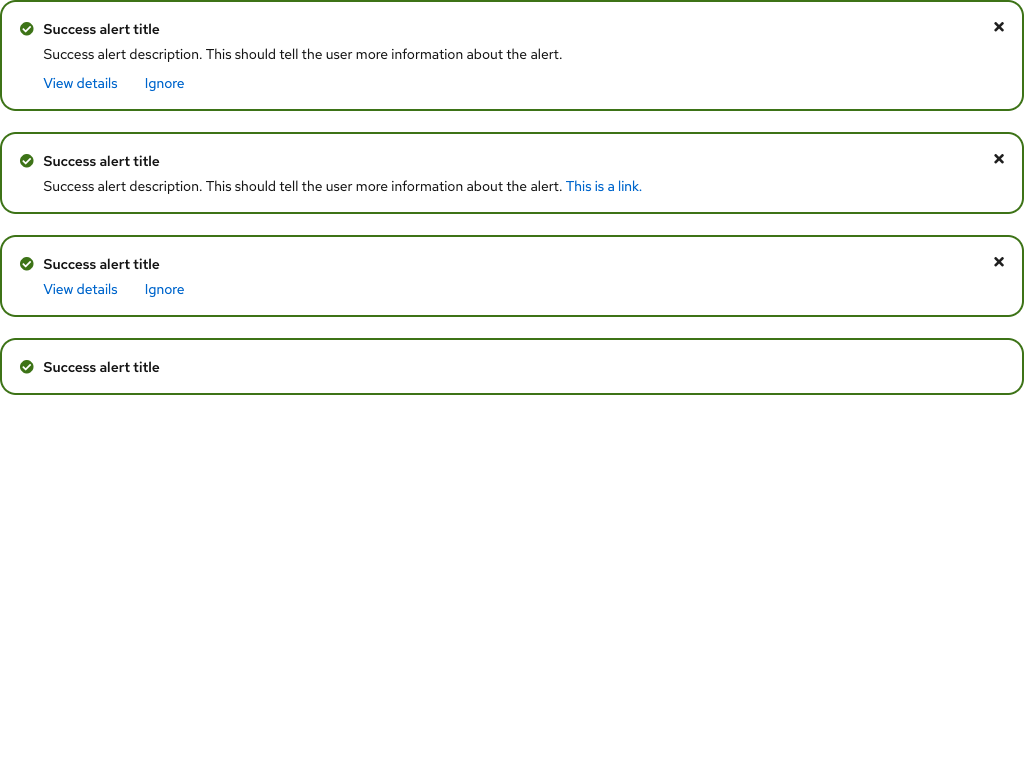 Success alert title
Success alert description. This should tell the user more information about the alert.
View details Ignore
Success alert title
Success alert description. This should tell the user more information about the alert. This is a link.
Success alert title
View details Ignore
Success alert title